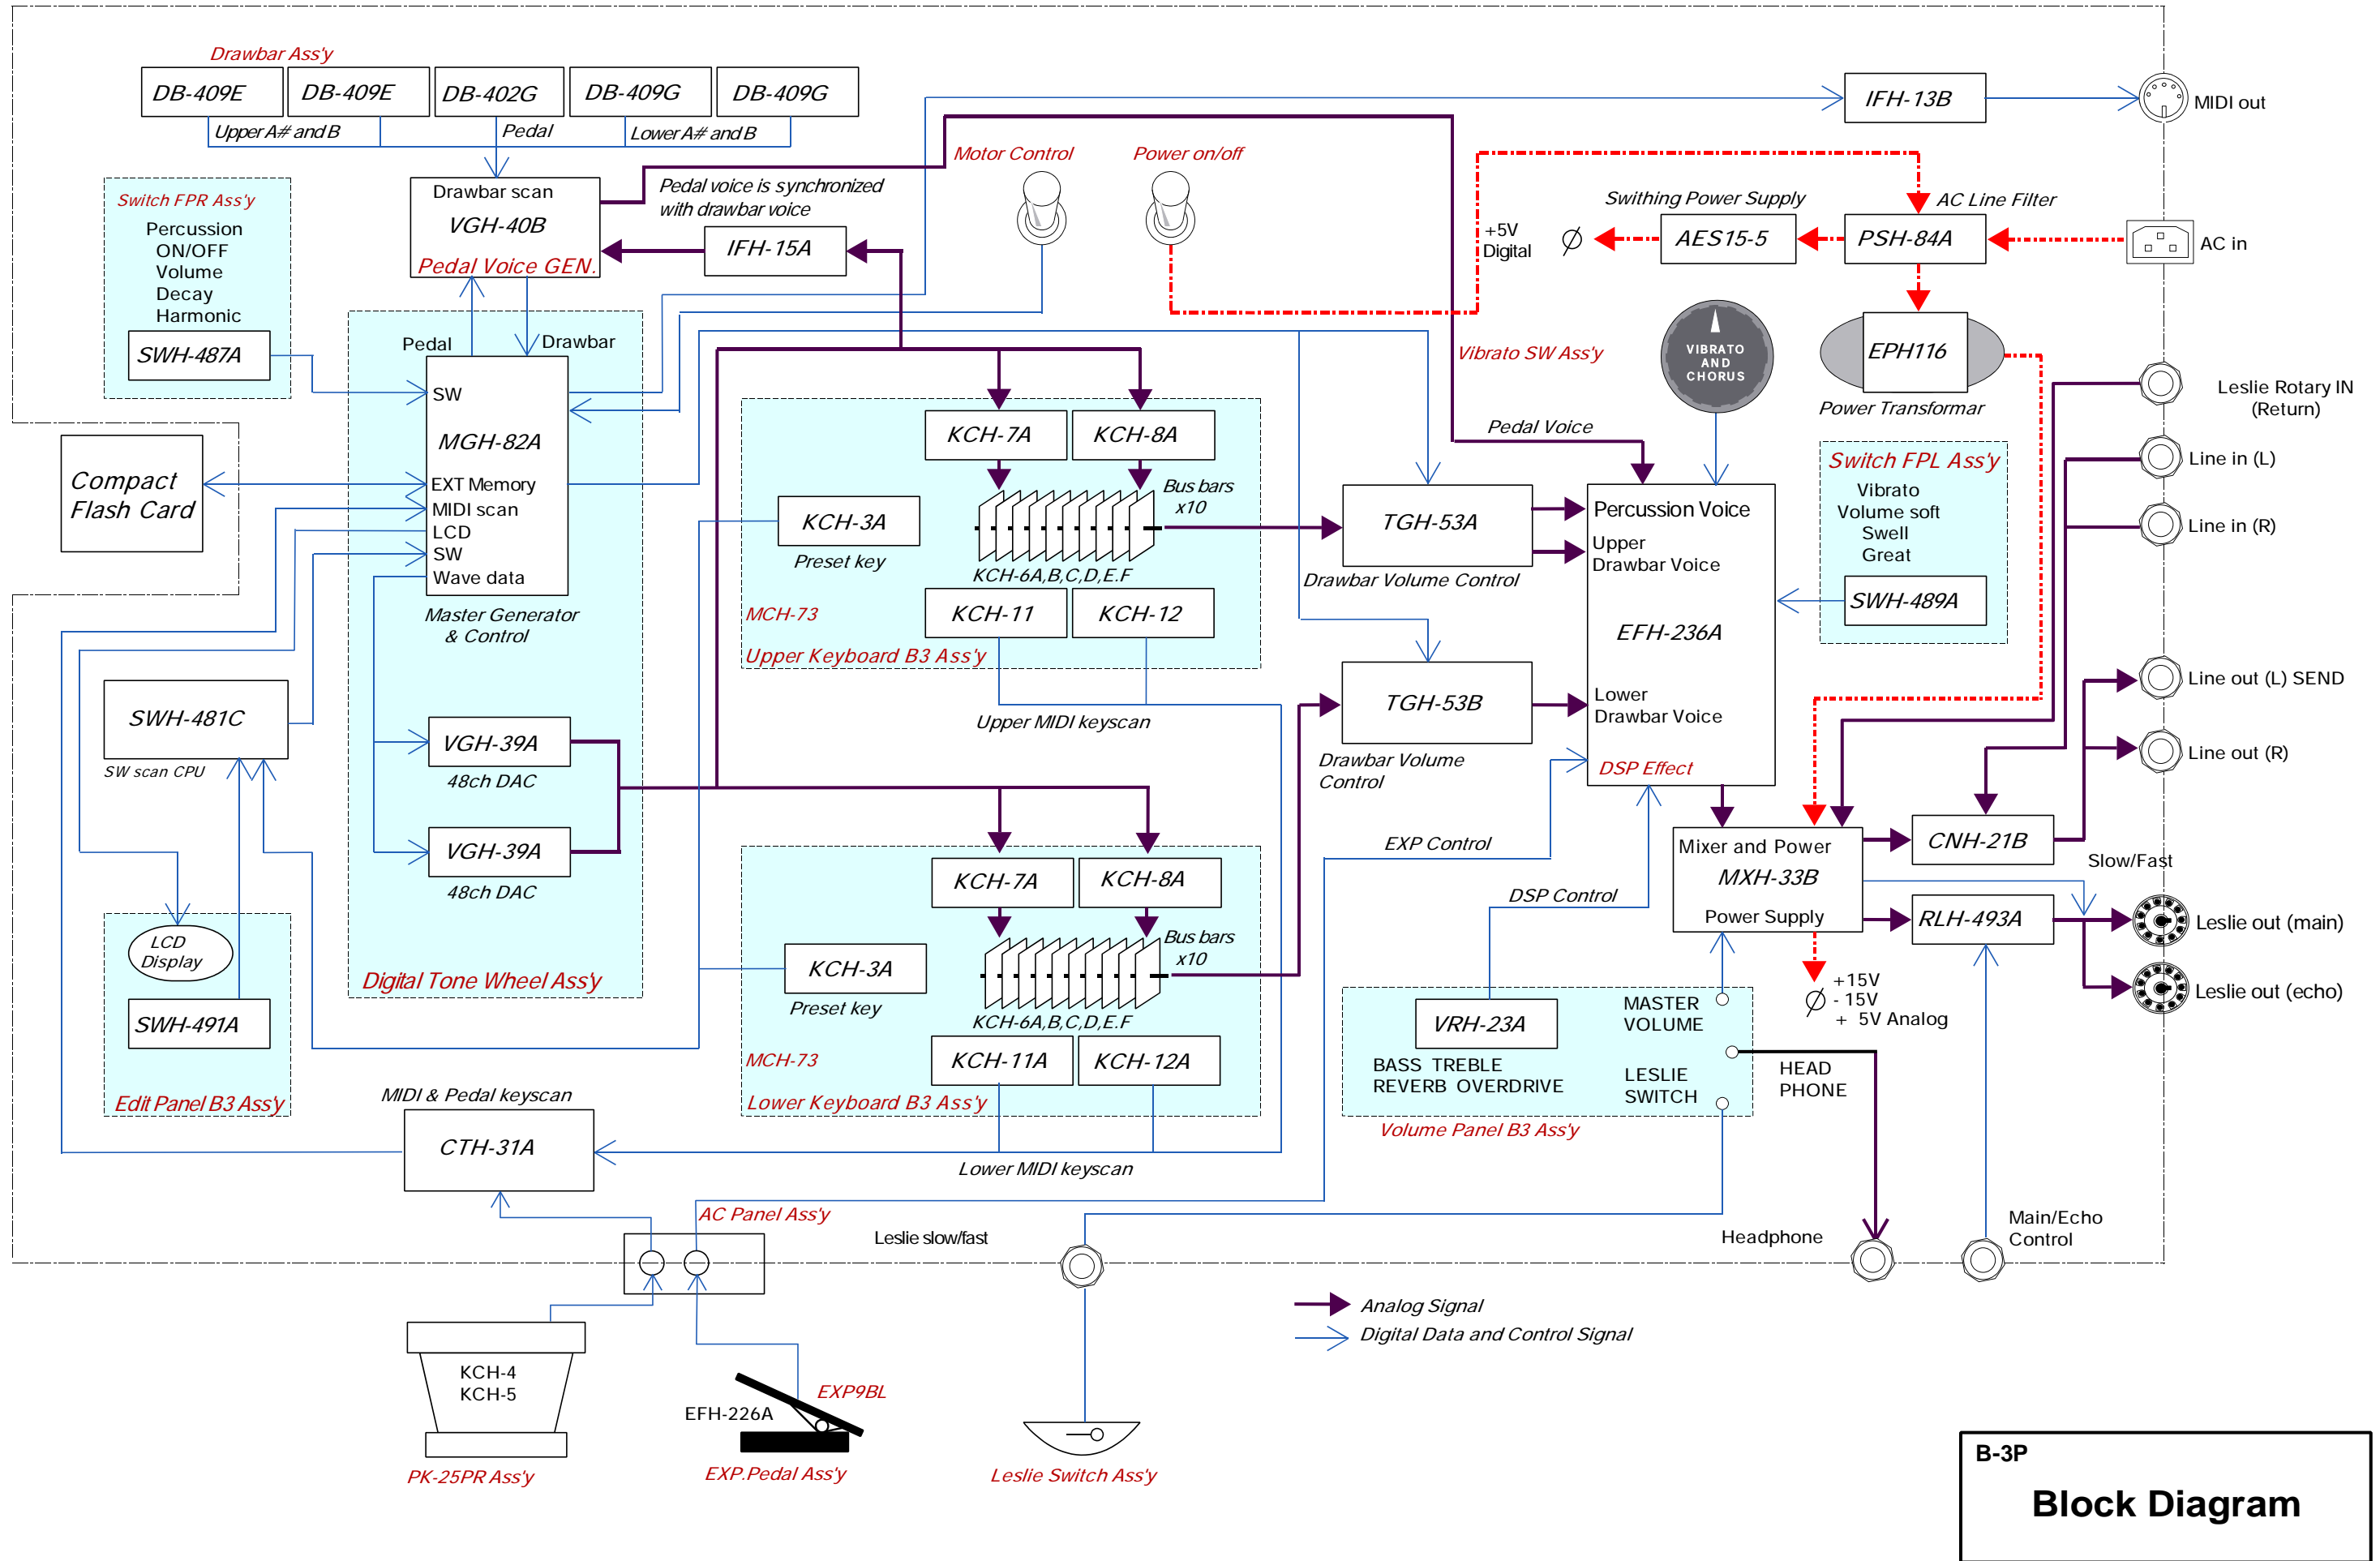 Drawbar Ass'y
DB-409E
DB-409E
DB-402G
DB-409G
DB-409G
Upper A# and B
Pedal
Lower A# and B
IFH-13B
MIDI out
Motor Control
Power on/off
Switch FPR Ass'y
Percussion
ON/OFF
Volume
Decay
Harmonic
SWH-487A
Drawbar scan
VGH-40B
Pedal Voice GEN.
Pedal voice is synchronized
with drawbar voice
IFH-15A
+5V
Digital
Swithing Power Supply
AES15-5
AC Line Filter
PSH-84A
AC in
Pedal
Drawbar
Vibrato SW Ass'y
VIBRATO
AND
CHORUS
EPH116
Power Transformar
Leslie Rotary IN
(Return)
Compact
Flash Card
SW
MGH-82A
EXT Memory
MIDI scan
LCD
SW
Wave data
Master Generator
& Control
KCH-7A
KCH-8A
KCH-3A
Preset key
Bus bars
x10
KCH-6A,B,C,D,E.F
KCH-11
KCH-12
MCH-73
Upper Keyboard B3 Ass'y
Pedal Voice
TGH-53A
Drawbar Volume Control
Percussion Voice
Upper
Drawbar Voice
EFH-236A
Lower
Drawbar Voice
DSP Effect
Switch FPL Ass'y
Vibrato
Volume soft
Swell
Great
SWH-489A
Line in (L)
Line in (R)
TGH-53B
Drawbar Volume
Control
Line out (L) SEND
Line out (R)
SWH-481C
SW scan CPU
VGH-39A
48ch DAC
VGH-39A
48ch DAC
Digital Tone Wheel Ass'y
Upper MIDI keyscan
EXP Control
DSP Control
Mixer and Power
MXH-33B
Power Supply
CNH-21B
Slow/Fast
RLH-493A
Leslie out (main)
Leslie out (echo)
LCD
Display
SWH-491A
Edit Panel B3 Ass'y
KCH-7A
KCH-8A
KCH-3A
Preset key
Bus bars
x10
KCH-6A,B,C,D,E.F
KCH-11A
KCH-12A
MCH-73
Lower Keyboard B3 Ass'y
VRH-23A
BASS TREBLE
REVERB OVERDRIVE
MASTER
VOLUME
LESLIE
SWITCH
Volume Panel B3 Ass'y
HEAD
PHONE
+15V
- 15V
+ 5V Analog
MIDI & Pedal keyscan
CTH-31A
Lower MIDI keyscan
AC Panel Ass'y
Leslie slow/fast
Headphone
Main/Echo
Control
Analog Signal
Digital Data and Control Signal
KCH-4
KCH-5
PK-25PR Ass'y
EFH-226A
EXP9BL
EXP.Pedal Ass'y
Leslie Switch Ass'y
B-3P
Block Diagram